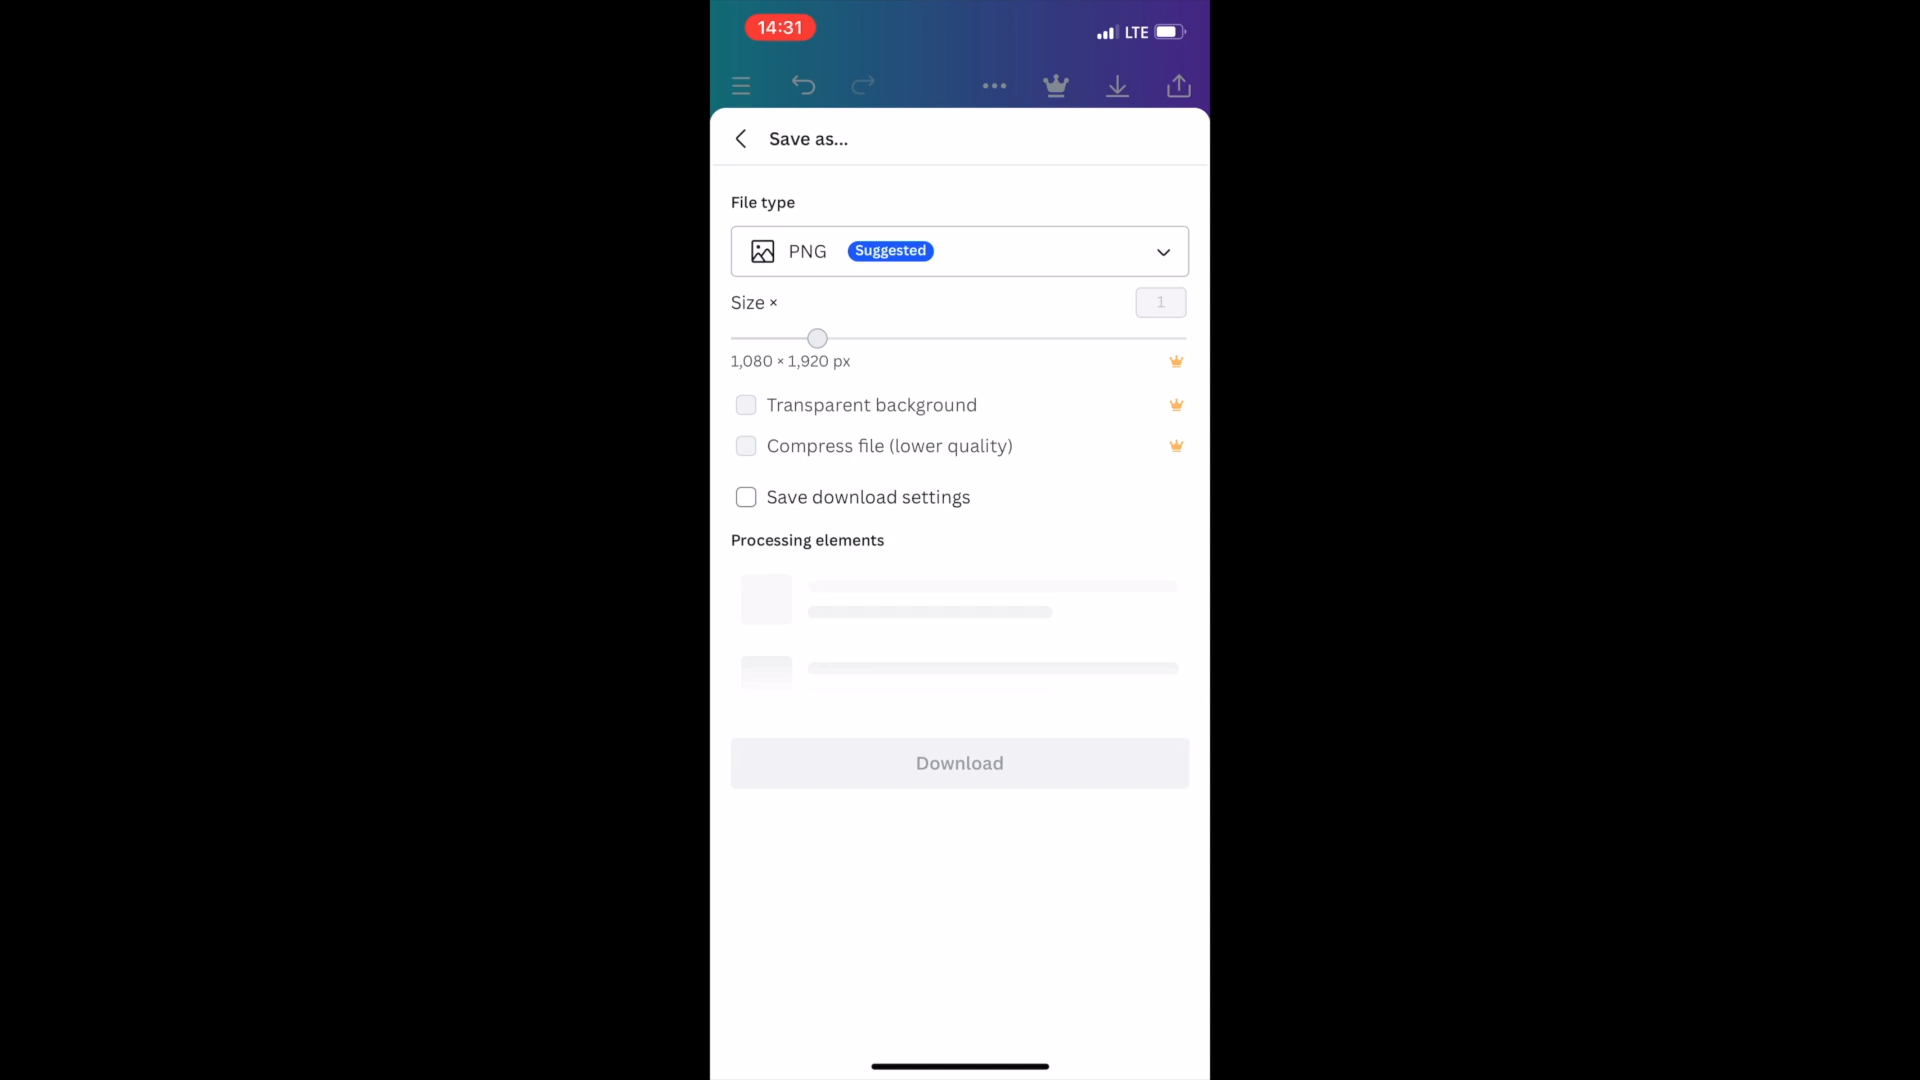 14:31
LTE
Save as...
File type
PNG Suggested
Size ×
1
1,080 × 1,920 px
Transparent background
Compress file (lower quality)
Save download settings
Processing elements
Download